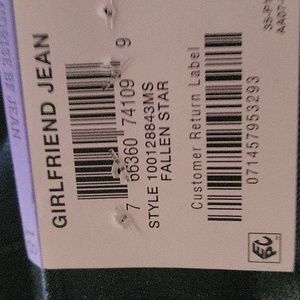 GIRLFRIEND JEAN
7 66360 74109 9
STYLE 100128843MS
FALLEN STAR
Customer Return Label
071457953293